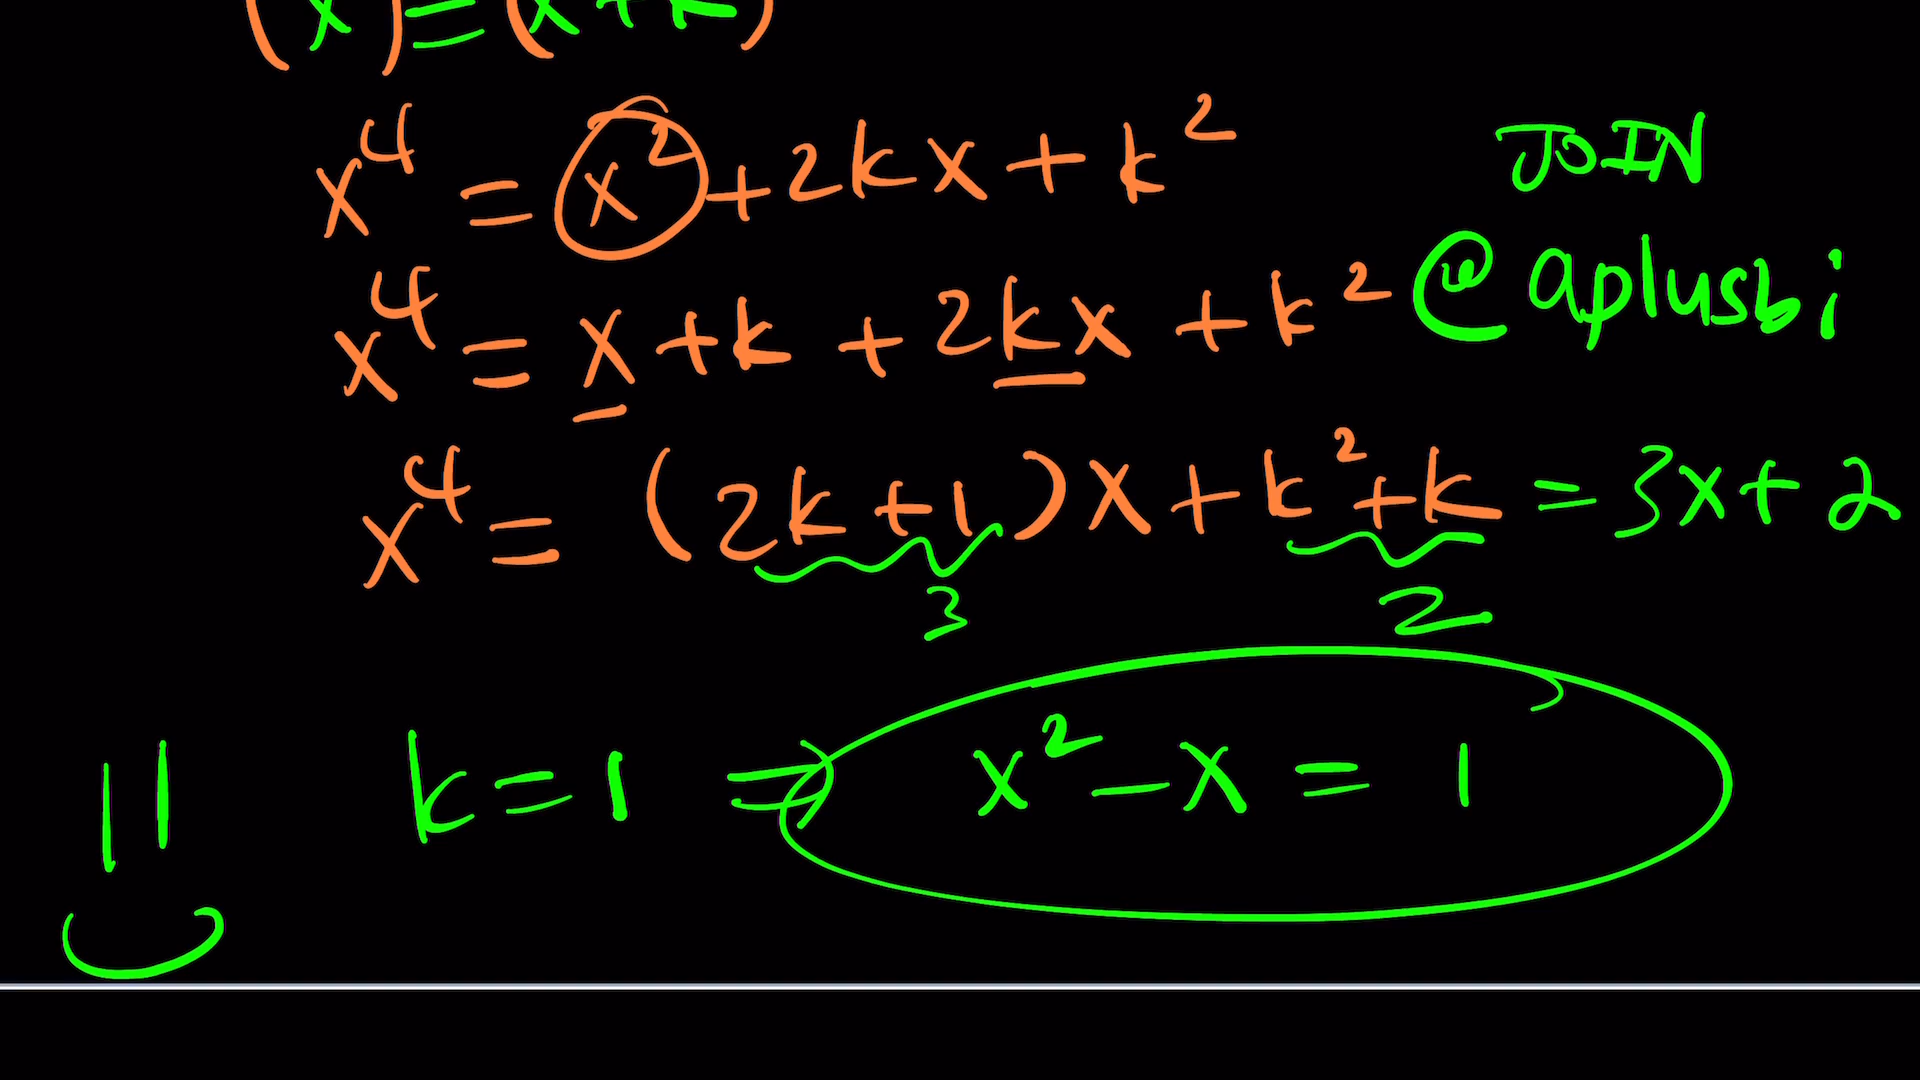 (x²) = (x+k)
x⁴ = x² + 2kx + k²
JOIN
@aplusbi
x⁴ = x + k + 2kx + k²
x⁴ = (2k+1)x + k² + k = 3x + 2
3 2
k = 1 ⇒ x² - x = 1